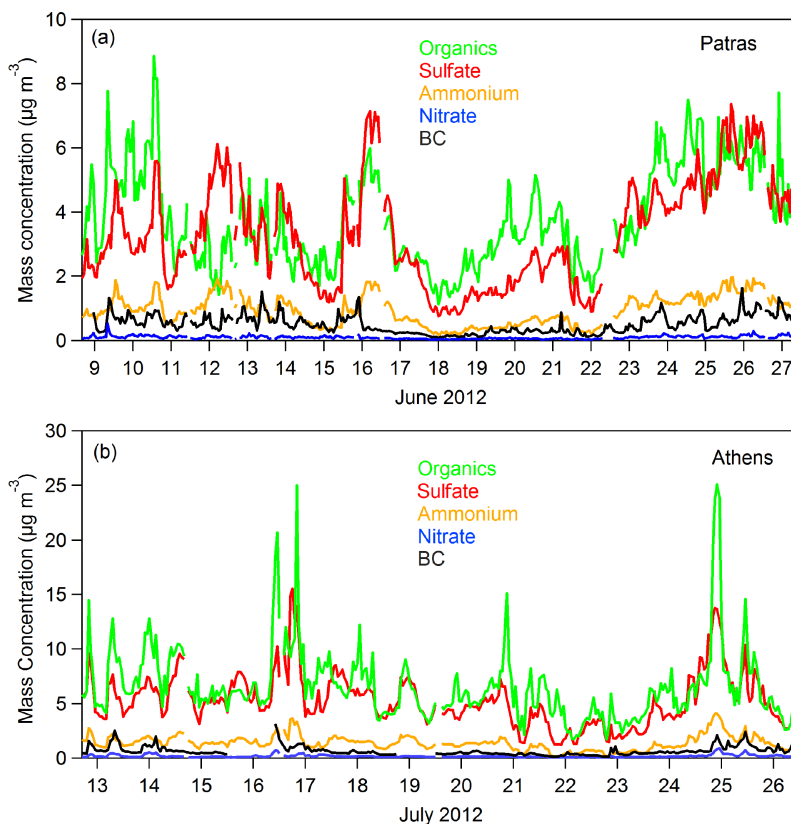 (a)
Patras
Organics
Sulfate
Ammonium
Nitrate
BC
Mass concentration (µg m⁻³)
10
8
6
4
2
0
9 10 11 12 13 14 15 16 17 18 19 20 21 22 23 24 25 26 27
June 2012
(b)
Athens
Organics
Sulfate
Ammonium
Nitrate
BC
Mass Concentration (µg m⁻³)
30
25
20
15
10
5
0
13 14 15 16 17 18 19 20 21 22 23 24 25 26
July 2012